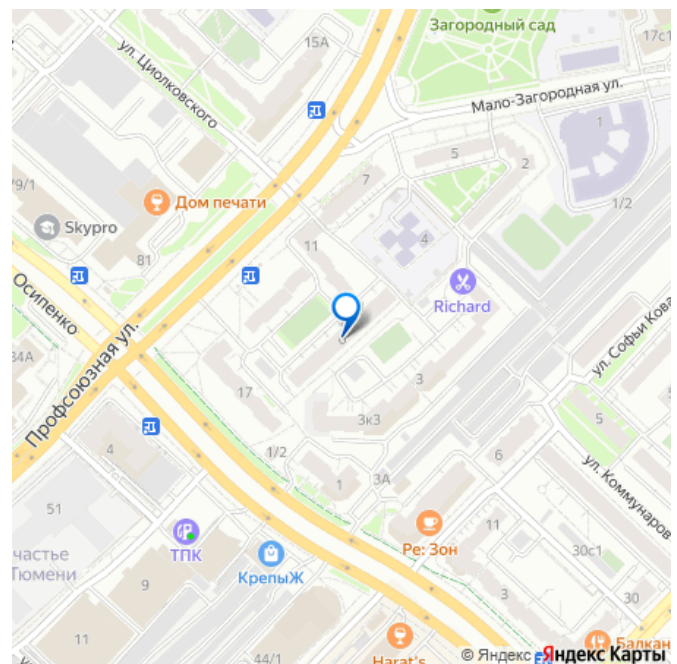 Загородный сад
17с1
15А
ул. Циолковского
Мало-Загородная ул.
1
5
2
7
1/2
79/1
Дом печати
Skypro
11
4
81
Richard
Осипенко
Профсоюзная ул.
34А
17
3
3к3
ул. Софьи Кова
5
4
1/2
6
1
3А
ул. Коммунаров
51
11
Ре: Зон
30с1
ТПК
КрепыЖ
частье
Тюмени
9
3
30
11
44/1
Harat's
Балкан
© Яндекс Яндекс Карты